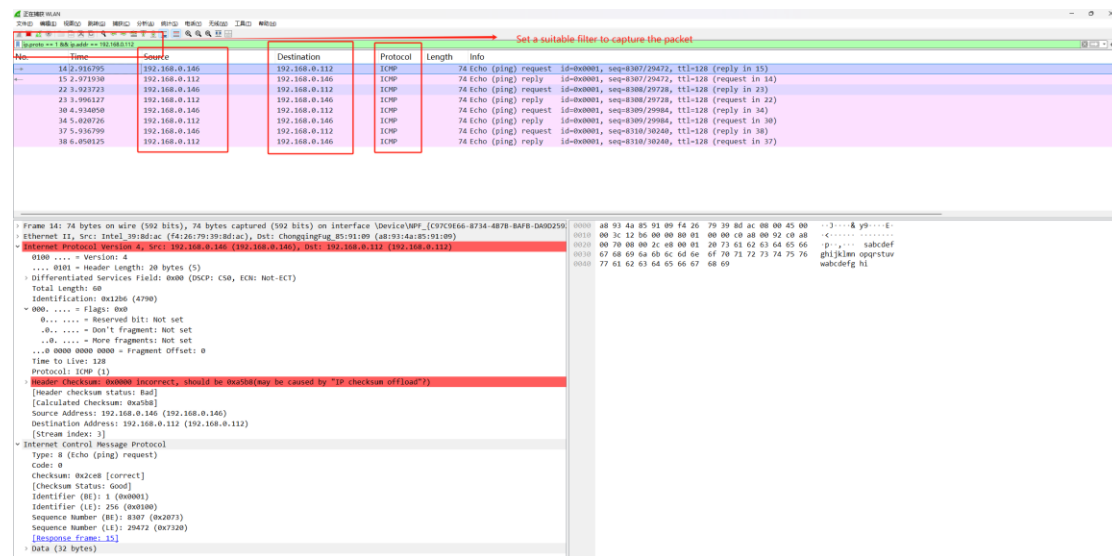 正在捕获 WLAN
文件(F) 编辑(E) 视图(V) 跳转(G) 捕获(C) 分析(A) 统计(S) 电话(Y) 无线(W) 工具(T) 帮助(H)
Set a suitable filter to capture the packet
ip.proto == 1 && ip.addr == 192.168.0.112
No. Time Source Destination Protocol Length Info
14 2.916795 192.168.0.146 192.168.0.112 ICMP 74 Echo (ping) request id=0x0001, seq=8307/29472, ttl=128 (reply in 15)
15 2.971930 192.168.0.112 192.168.0.146 ICMP 74 Echo (ping) reply id=0x0001, seq=8307/29472, ttl=128 (request in 14)
22 3.923723 192.168.0.146 192.168.0.112 ICMP 74 Echo (ping) request id=0x0001, seq=8308/29728, ttl=128 (reply in 23)
23 3.996127 192.168.0.112 192.168.0.146 ICMP 74 Echo (ping) reply id=0x0001, seq=8308/29728, ttl=128 (request in 22)
30 4.934050 192.168.0.146 192.168.0.112 ICMP 74 Echo (ping) request id=0x0001, seq=8309/29984, ttl=128 (reply in 34)
34 5.020726 192.168.0.112 192.168.0.146 ICMP 74 Echo (ping) reply id=0x0001, seq=8309/29984, ttl=128 (request in 30)
37 5.936799 192.168.0.146 192.168.0.112 ICMP 74 Echo (ping) request id=0x0001, seq=8310/30240, ttl=128 (reply in 38)
38 6.050125 192.168.0.112 192.168.0.146 ICMP 74 Echo (ping) reply id=0x0001, seq=8310/30240, ttl=128 (request in 37)
Frame 14: 74 bytes on wire (592 bits), 74 bytes captured (592 bits) on interface \Device\NPF_{C97C9E66-8734-4B7B-BAFB-DA9D259
Ethernet II, Src: Intel_39:8d:ac (f4:26:79:39:8d:ac), Dst: ChongqingFug_85:91:09 (a8:93:4a:85:91:09)
Internet Protocol Version 4, Src: 192.168.0.146 (192.168.0.146), Dst: 192.168.0.112 (192.168.0.112)
0100 .... = Version: 4
.... 0101 = Header Length: 20 bytes (5)
Differentiated Services Field: 0x00 (DSCP: CS0, ECN: Not-ECT)
Total Length: 60
Identification: 0x12b6 (4790)
000. .... = Flags: 0x0
0... .... = Reserved bit: Not set
.0.. .... = Don't fragment: Not set
..0. .... = More fragments: Not set
...0 0000 0000 0000 = Fragment Offset: 0
Time to Live: 128
Protocol: ICMP (1)
Header Checksum: 0x0000 incorrect, should be 0xa5b8(may be caused by "IP checksum offload"?)
[Header checksum status: Bad]
[Calculated Checksum: 0xa5b8]
Source Address: 192.168.0.146 (192.168.0.146)
Destination Address: 192.168.0.112 (192.168.0.112)
[Stream index: 3]
Internet Control Message Protocol
Type: 8 (Echo (ping) request)
Code: 0
Checksum: 0x2ce8 [correct]
[Checksum Status: Good]
Identifier (BE): 1 (0x0001)
Identifier (LE): 256 (0x0100)
Sequence Number (BE): 8307 (0x2073)
Sequence Number (LE): 29472 (0x7320)
[Response frame: 15]
Data (32 bytes)
0000 a8 93 4a 85 91 09 f4 26 79 39 8d ac 08 00 45 00 ··J····& y9····E·
0010 00 3c 12 b6 00 00 80 01 00 00 c0 a8 00 92 c0 a8 ·<······ ········
0020 00 70 08 00 2c e8 00 01 20 73 61 62 63 64 65 66 ·p··,··· sabcdef
0030 67 68 69 6a 6b 6c 6d 6e 6f 70 71 72 73 74 75 76 ghijklmn opqrstuv
0040 77 61 62 63 64 65 66 67 68 69 wabcdefg hi